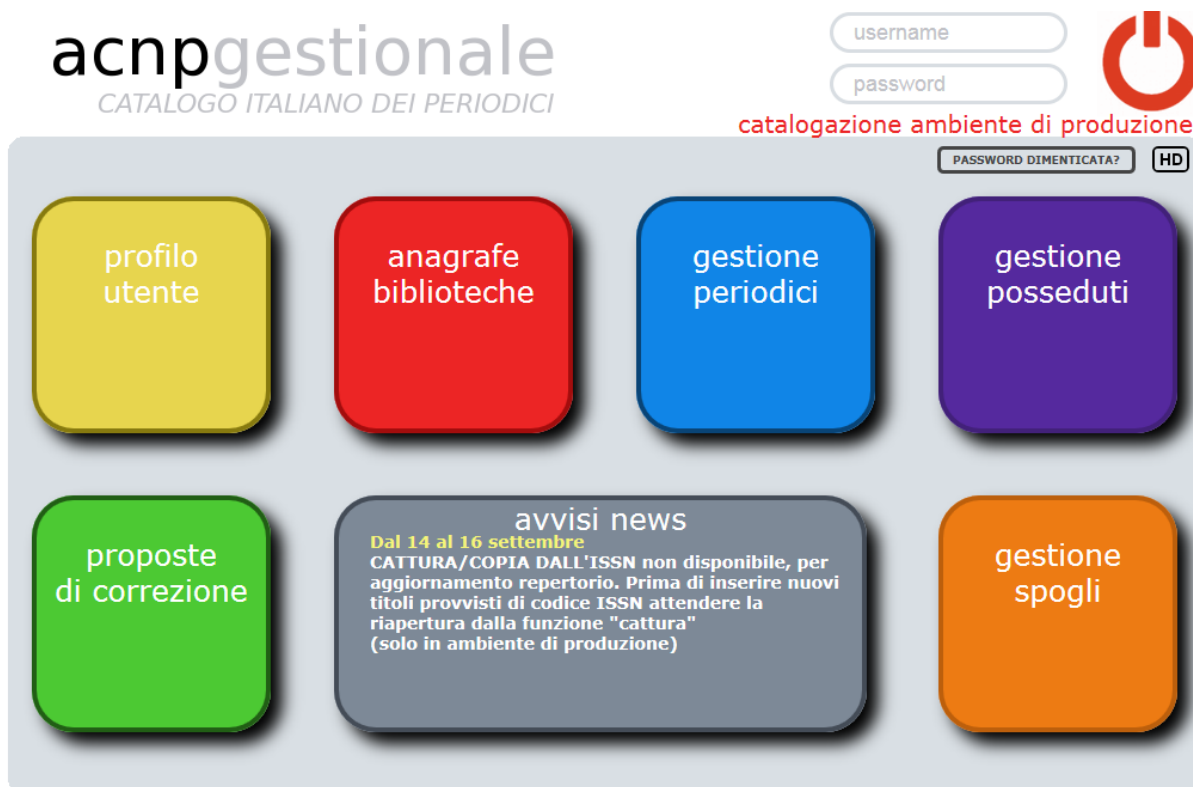 acnpgestionale
CATALOGO ITALIANO DEI PERIODICI
username
password
catalogazione ambiente di produzione
PASSWORD DIMENTICATA?
HD
profilo
utente
anagrafe
biblioteche
gestione
periodici
gestione
posseduti
proposte
di correzione
avvisi news
Dal 14 al 16 settembre
CATTURA/COPIA DALL'ISSN non disponibile, per
aggiornamento repertorio. Prima di inserire nuovi
titoli provvisti di codice ISSN attendere la
riapertura dalla funzione "cattura"
(solo in ambiente di produzione)
gestione
spogli